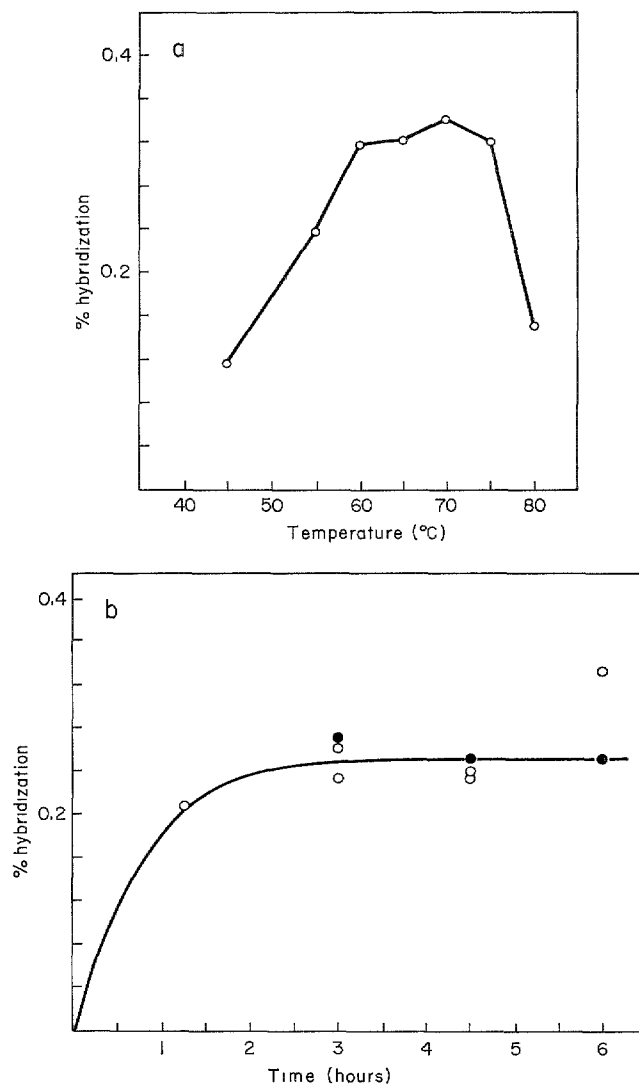 a
0.4
0.2
% hybridization
40 50 60 70 80
Temperature (°C)
b
0.4
0.2
% hybridization
1 2 3 4 5 6
Time (hours)